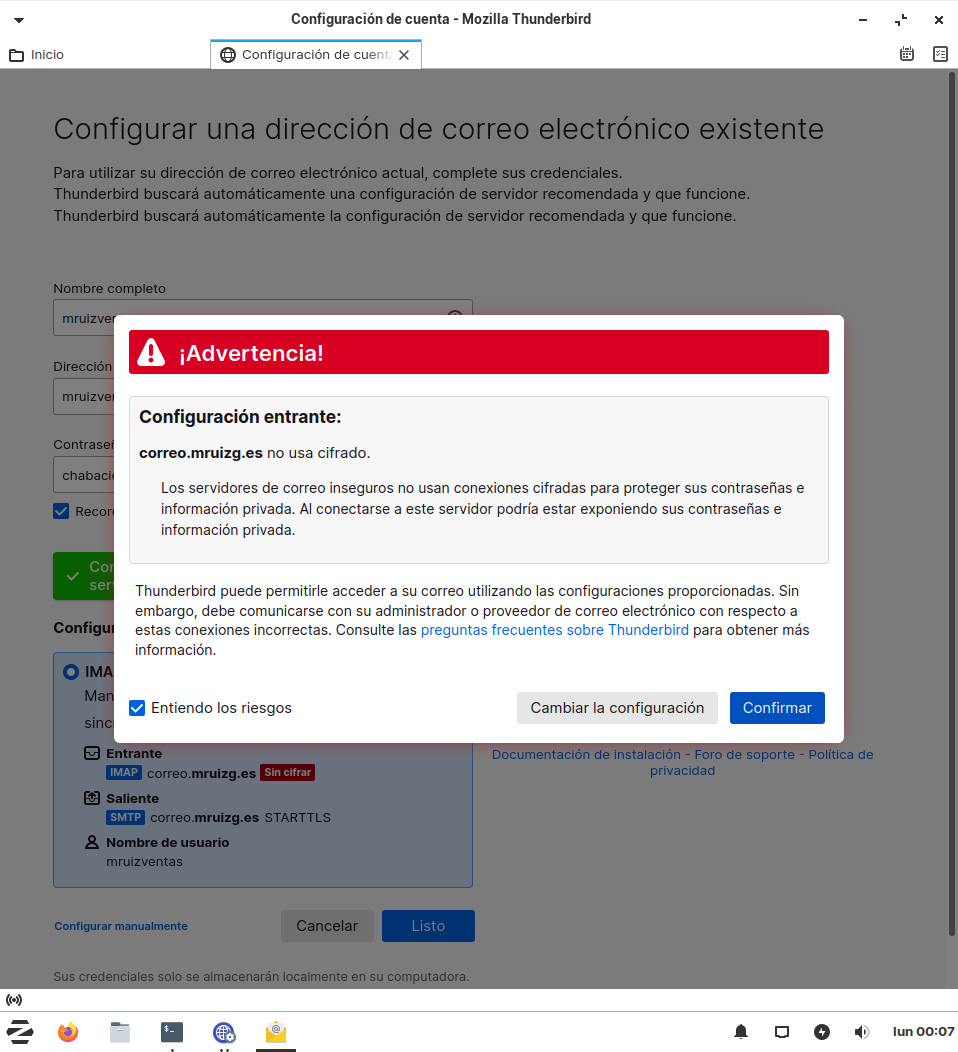 Configuración de cuenta - Mozilla Thunderbird
Inicio
Configuración de cuent
Configurar una dirección de correo electrónico existente
Para utilizar su dirección de correo electrónico actual, complete sus credenciales.
Thunderbird buscará automáticamente una configuración de servidor recomendada y que funcione.
Thunderbird buscará automáticamente la configuración de servidor recomendada y que funcione.
Nombre completo
mruizver
¡Advertencia!
Dirección
mruizver
Configuración entrante:
Contraseñ
correo.mruizg.es no usa cifrado.
chabacie
Los servidores de correo inseguros no usan conexiones cifradas para proteger sus contraseñas e
información privada. Al conectarse a este servidor podría estar exponiendo sus contraseñas e
Recor
información privada.
Con
serv
Thunderbird puede permitirle acceder a su correo utilizando las configuraciones proporcionadas. Sin
embargo, debe comunicarse con su administrador o proveedor de correo electrónico con respecto a
Configur
estas conexiones incorrectas. Consulte las preguntas frecuentes sobre Thunderbird para obtener más
información.
IMA
Man
sinc
Entiendo los riesgos
Cambiar la configuración
Confirmar
Entrante
IMAP correo.mruizg.es Sin cifrar
Saliente
SMTP correo.mruizg.es STARTTLS
Nombre de usuario
mruizventas
Documentación de instalación - Foro de soporte - Política de
privacidad
Configurar manualmente
Cancelar
Listo
Sus credenciales solo se almacenarán localmente en su computadora.
lun 00:07